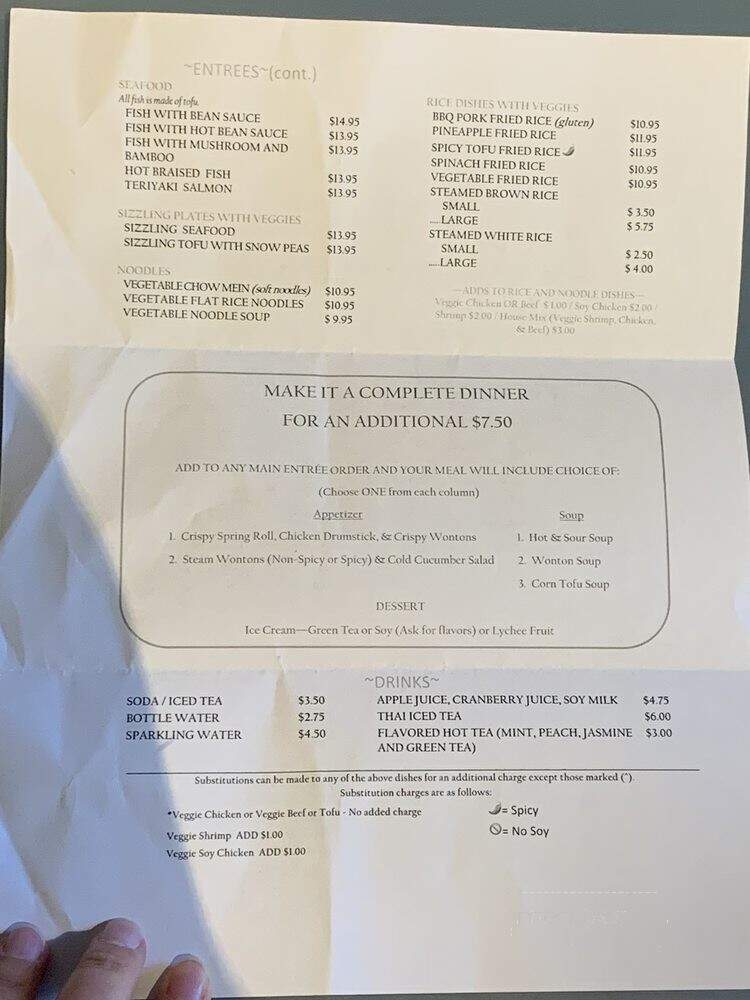 ~ENTREES~(cont.)
SEAFOOD
All fish is made of tofu
FISH WITH BEAN SAUCE $14.95
FISH WITH HOT BEAN SAUCE $13.95
FISH WITH MUSHROOM AND $13.95
BAMBOO
HOT BRAISED FISH $13.95
TERIYAKI SALMON $13.95
SIZZLING PLATES WITH VEGGIES
SIZZLING SEAFOOD $13.95
SIZZLING TOFU WITH SNOW PEAS $13.95
NOODLES
VEGETABLE CHOW MEIN (soft noodles) $10.95
VEGETABLE FLAT RICE NOODLES $10.95
VEGETABLE NOODLE SOUP $ 9.95
RICE DISHES WITH VEGGIES
BBQ PORK FRIED RICE (gluten) $10.95
PINEAPPLE FRIED RICE $11.95
SPICY TOFU FRIED RICE $11.95
SPINACH FRIED RICE $10.95
VEGETABLE FRIED RICE $10.95
STEAMED BROWN RICE
SMALL $ 3.50
.....LARGE $ 5.75
STEAMED WHITE RICE
SMALL $ 2.50
.....LARGE $ 4.00
—ADDS TO RICE AND NOODLE DISHES—
Veggie Chicken OR Beef $ 1.00 / Soy Chicken $2.00 /
Shrimp $2.00 / House Mix (Veggie Shrimp, Chicken,
& Beef) $3.00
MAKE IT A COMPLETE DINNER
FOR AN ADDITIONAL $7.50
ADD TO ANY MAIN ENTRÉE ORDER AND YOUR MEAL WILL INCLUDE CHOICE OF:
(Choose ONE from each column)
Appetizer Soup
1. Crispy Spring Roll, Chicken Drumstick, & Crispy Wontons 1. Hot & Sour Soup
2. Steam Wontons (Non-Spicy or Spicy) & Cold Cucumber Salad 2. Wonton Soup
3. Corn Tofu Soup
DESSERT
Ice Cream—Green Tea or Soy (Ask for flavors) or Lychee Fruit
~DRINKS~
SODA / ICED TEA $3.50
BOTTLE WATER $2.75
SPARKLING WATER $4.50
APPLE JUICE, CRANBERRY JUICE, SOY MILK $4.75
THAI ICED TEA $6.00
FLAVORED HOT TEA (MINT, PEACH, JASMINE $3.00
AND GREEN TEA)
Substitutions can be made to any of the above dishes for an additional charge except those marked (*).
Substitution charges are as follows:
*Veggie Chicken or Veggie Beef or Tofu - No added charge
Veggie Shrimp ADD $1.00
Veggie Soy Chicken ADD $1.00
= Spicy
= No Soy